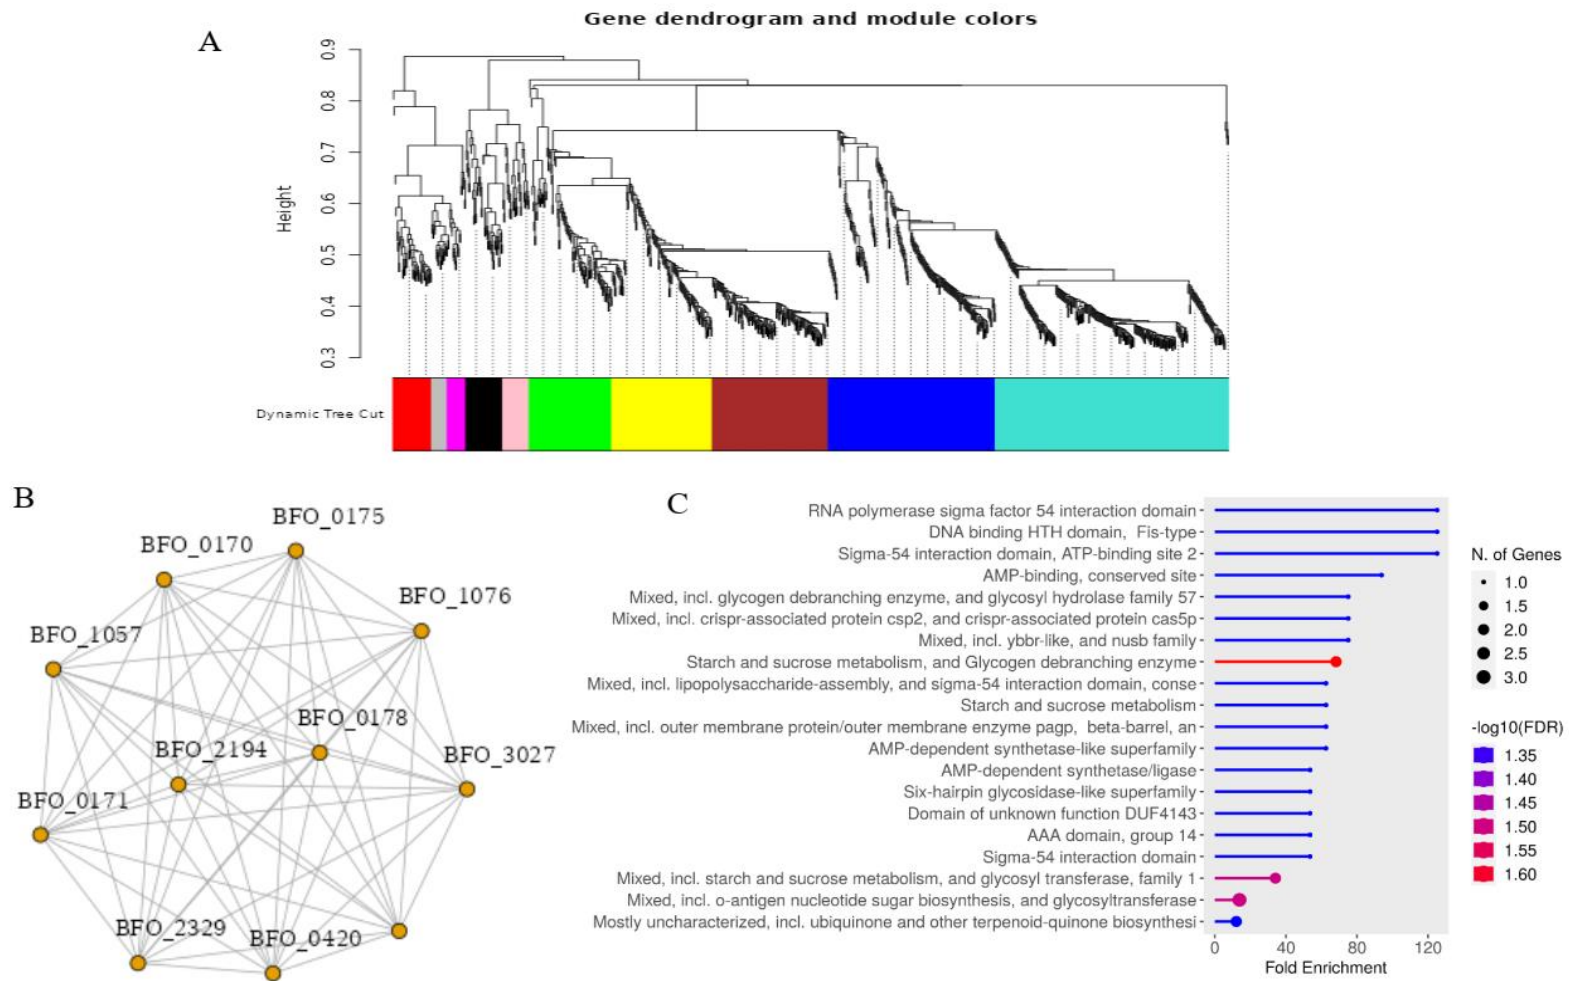 Gene dendrogram and module colors
A
Height
0.9
0.8
0.7
0.6
0.5
0.4
0.3
Dynamic Tree Cut
B
BFO_0175
BFO_0170
BFO_1076
BFO_1057
BFO_0178
BFO_2194
BFO_3027
BFO_0171
BFO_2329
BFO_0420
C
RNA polymerase sigma factor 54 interaction domain
DNA binding HTH domain, Fis-type
Sigma-54 interaction domain, ATP-binding site 2
AMP-binding, conserved site
Mixed, incl. glycogen debranching enzyme, and glycosyl hydrolase family 57
Mixed, incl. crispr-associated protein csp2, and crispr-associated protein cas5p
Mixed, incl. ybbr-like, and nusb family
Starch and sucrose metabolism, and Glycogen debranching enzyme
Mixed, incl. lipopolysaccharide-assembly, and sigma-54 interaction domain, conse
Starch and sucrose metabolism
Mixed, incl. outer membrane protein/outer membrane enzyme pagp, beta-barrel, an
AMP-dependent synthetase-like superfamily
AMP-dependent synthetase/ligase
Six-hairpin glycosidase-like superfamily
Domain of unknown function DUF4143
AAA domain, group 14
Sigma-54 interaction domain
Mixed, incl. starch and sucrose metabolism, and glycosyl transferase, family 1
Mixed, incl. o-antigen nucleotide sugar biosynthesis, and glycosyltransferase
Mostly uncharacterized, incl. ubiquinone and other terpenoid-quinone biosynthesi
0 40 80 120
Fold Enrichment
N. of Genes
1.0
1.5
2.0
2.5
3.0
-log10(FDR)
1.35
1.40
1.45
1.50
1.55
1.60